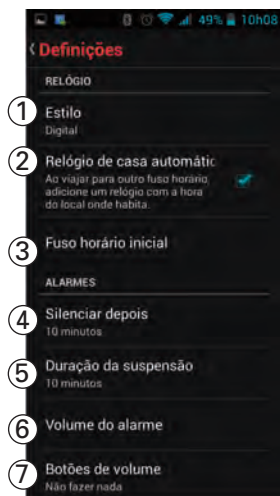 49% 10h08
Definições
RELÓGIO
1 Estilo
Digital
2 Relógio de casa automátic
Ao viajar para outro fuso horário,
adicione um relógio com a hora
do local onde habita.
3 Fuso horário inicial
ALARMES
4 Silenciar depois
10 minutos
5 Duração da suspensão
10 minutos
6 Volume do alarme
7 Botões de volume
Não fazer nada